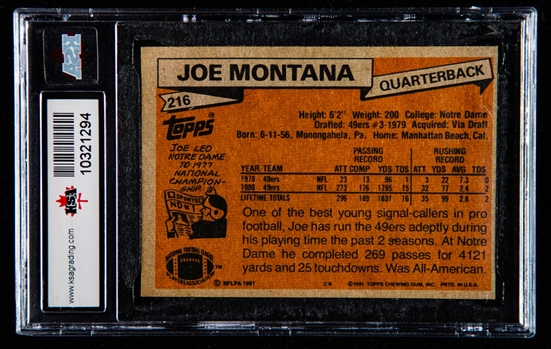 KSA
www.ksagrading.com
KSA
10321294
JOE MONTANA
QUARTERBACK
216
topps
Height: 6'2" Weight: 200 College: Notre Dame
Drafted: 49ers #3-1979 Acquired: Via Draft
Born: 6-11-56, Monongahela, Pa. Home: Manhattan Beach, Cal.
JOE LED
NOTRE DAME
TO 1977
NATIONAL
CHAMPION-
SHIP.
PASSING RUSHING
RECORD RECORD
YEAR TEAM ATT COMP YDS TDS ATT YDS AVG TDS
1979 49ers NFL 23 13 96 1 3 22 7.3 0
1980 49ers NFL 273 176 1795 15 32 77 2.4 2
LIFETIME TOTALS 296 189 1891 16 35 99 2.8 2
One of the best young signal-callers in pro
football, Joe has run the 49ers adeptly during
his playing time the past 2 seasons. At Notre
Dame he completed 269 passes for 4121
yards and 25 touchdowns. Was All-American.
© NFLPA 1981
© 1981 TOPPS CHEWING GUM, INC. PRTD. IN U.S.A.